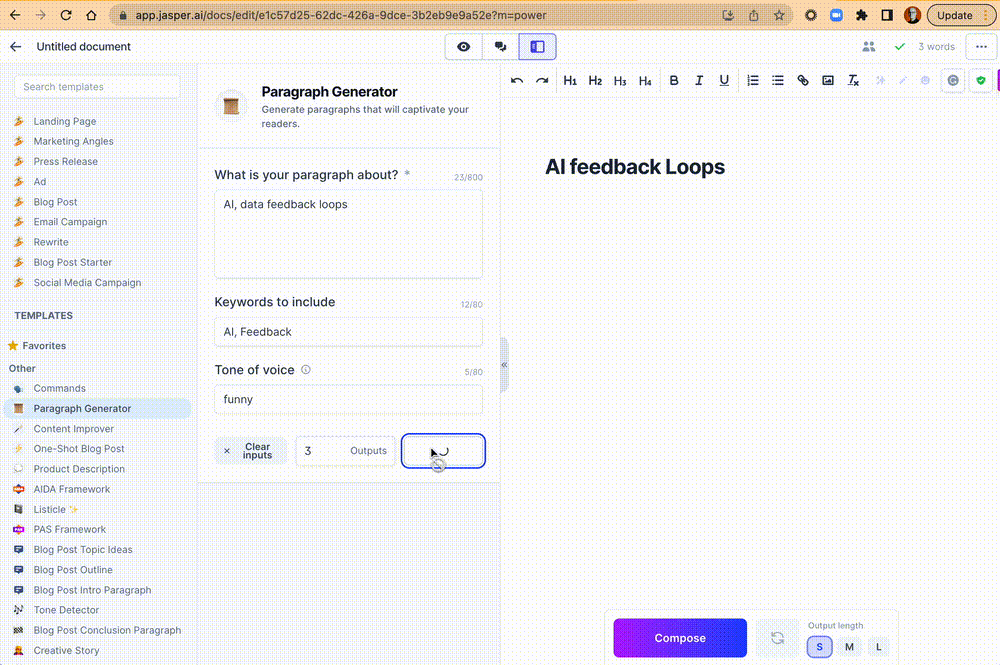 app.jasper.ai/docs/edit/e1c57d25-62dc-426a-9dce-3b2eb9e9a52e?m=power
Update
Untitled document
3 words
Search templates
Landing Page
Marketing Angles
Press Release
Ad
Blog Post
Email Campaign
Rewrite
Blog Post Starter
Social Media Campaign
TEMPLATES
Favorites
Other
Commands
Paragraph Generator
Content Improver
One-Shot Blog Post
Product Description
AIDA Framework
Listicle ✨
PAS Framework
Blog Post Topic Ideas
Blog Post Outline
Blog Post Intro Paragraph
Tone Detector
Blog Post Conclusion Paragraph
Creative Story
Paragraph Generator
Generate paragraphs that will captivate your
readers.
What is your paragraph about? *
23/800
AI, data feedback loops
Keywords to include
12/80
AI, Feedback
Tone of voice
5/80
funny
× Clear
inputs
3 Outputs
«
H1 H2 H3 H4 B I U
AI feedback Loops
Compose
Output length
S M L